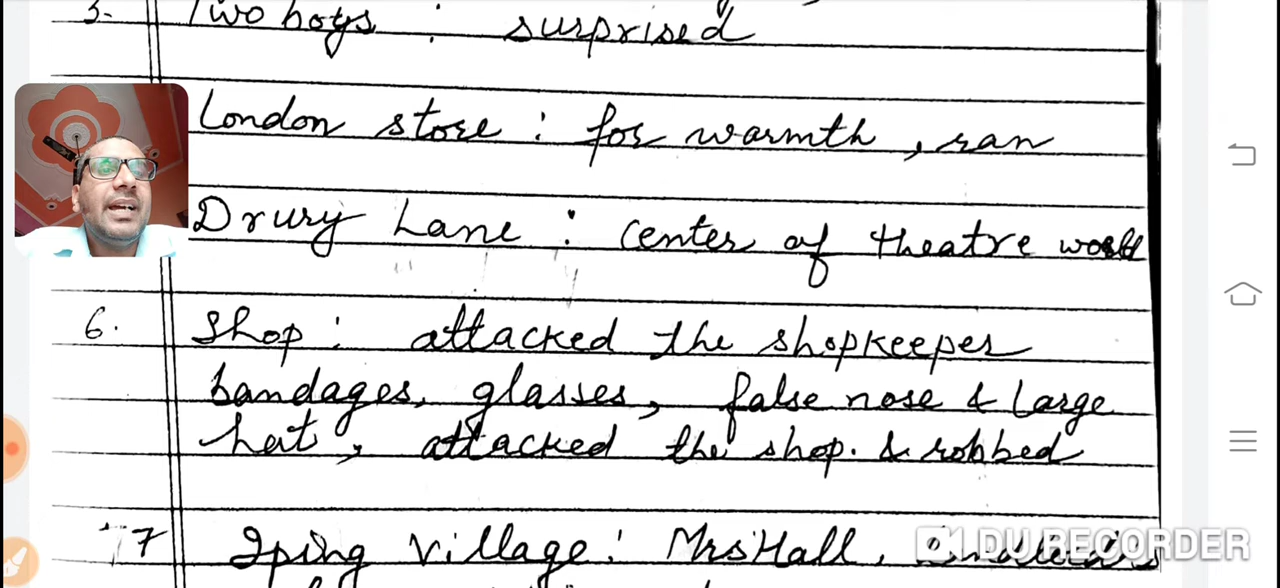 5. Two boys : surprised
London store : for warmth, ran
Drury Lane : center of theatre world
6. Shop : attacked the shopkeeper
bandages, glasses, false nose & large
hat, attacked the shop. & robbed
7 Iping Village : Mrs Hall,
DU RECORDER